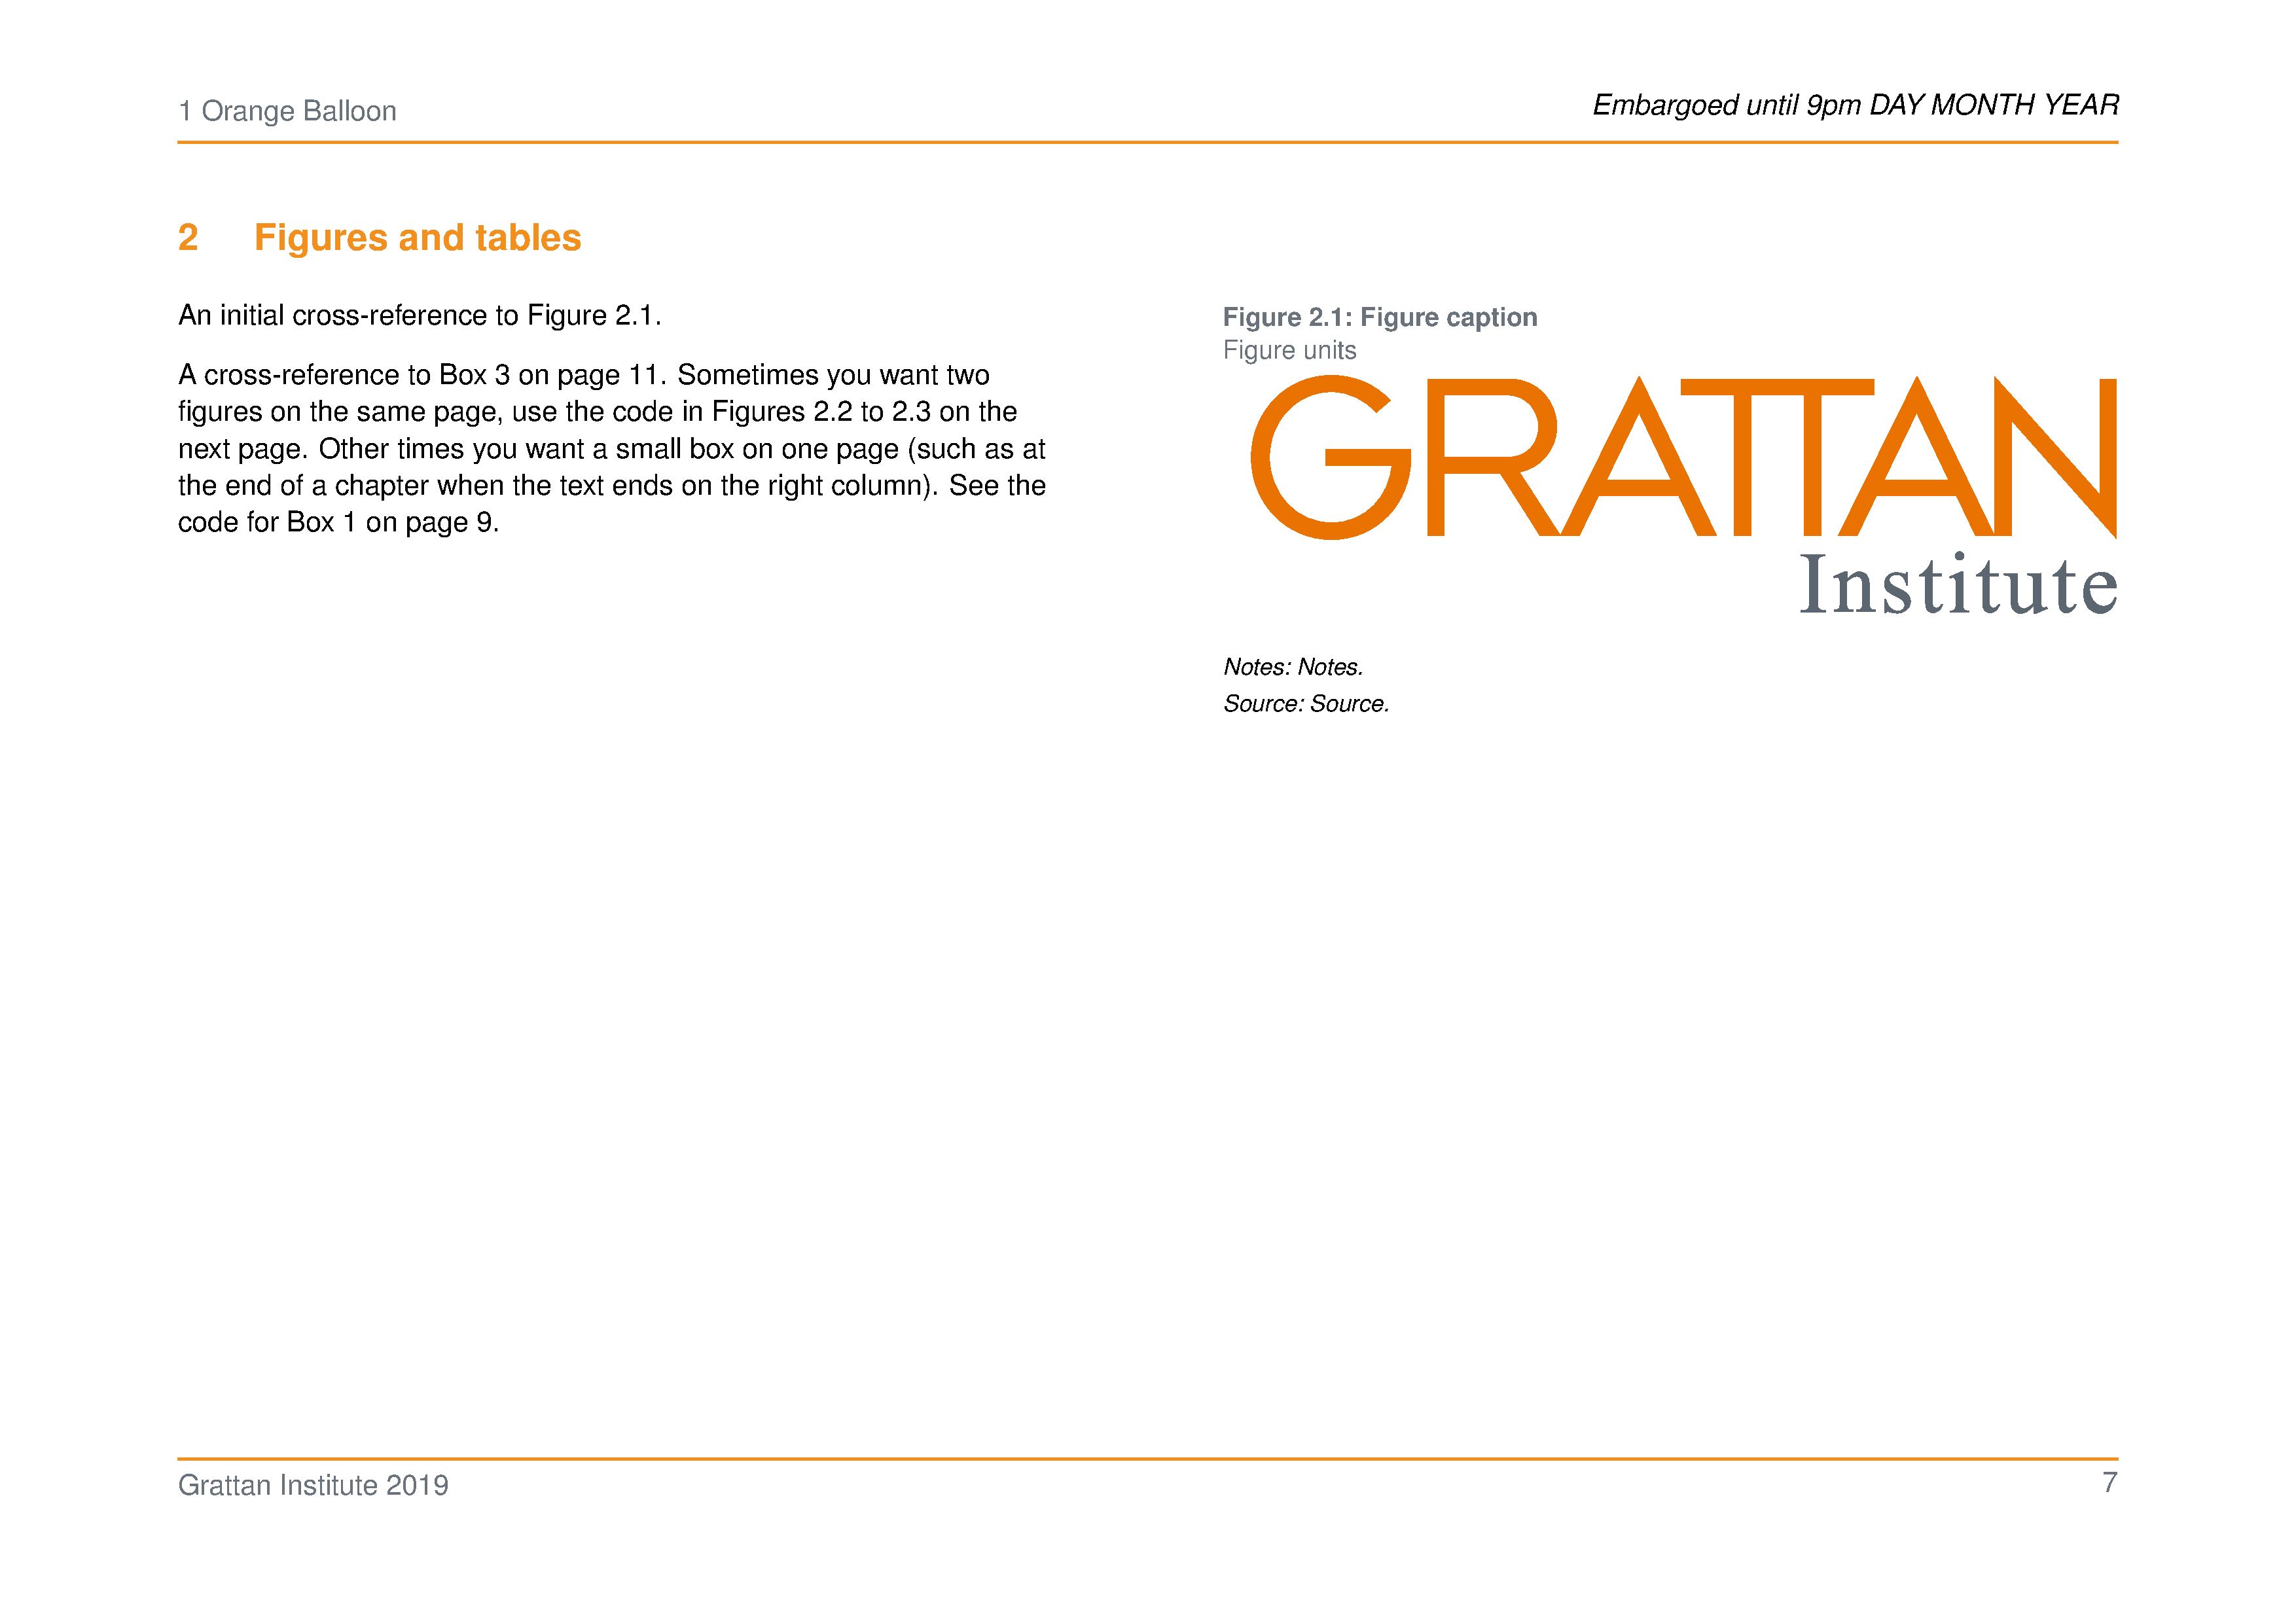 1 Orange Balloon
Embargoed until 9pm DAY MONTH YEAR
2 Figures and tables
An initial cross-reference to Figure 2.1.
A cross-reference to Box 3 on page 11. Sometimes you want two
figures on the same page, use the code in Figures 2.2 to 2.3 on the
next page. Other times you want a small box on one page (such as at
the end of a chapter when the text ends on the right column). See the
code for Box 1 on page 9.
Figure 2.1: Figure caption
Figure units
GRATTAN
Institute
Notes: Notes.
Source: Source.
Grattan Institute 2019
7